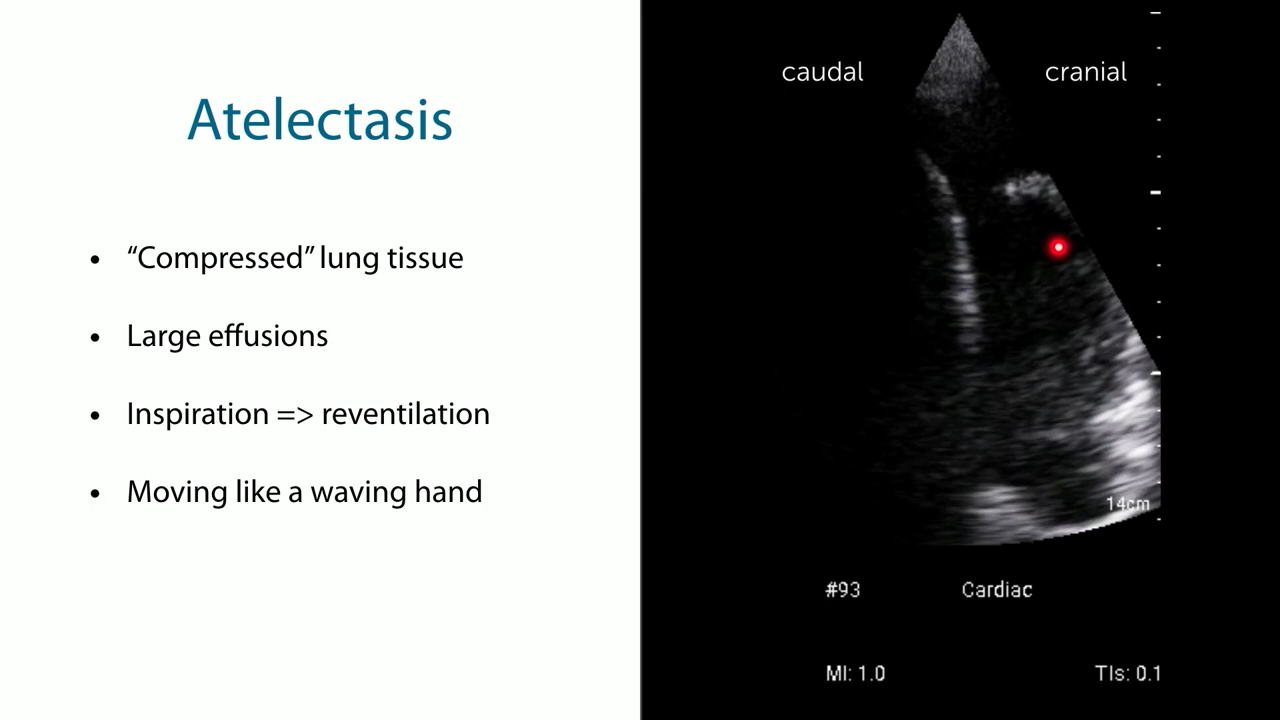 Atelectasis
• “Compressed” lung tissue
• Large effusions
• Inspiration => reventilation
• Moving like a waving hand
caudal
cranial
14cm
#93
Cardiac
MI: 1.0
TIs: 0.1